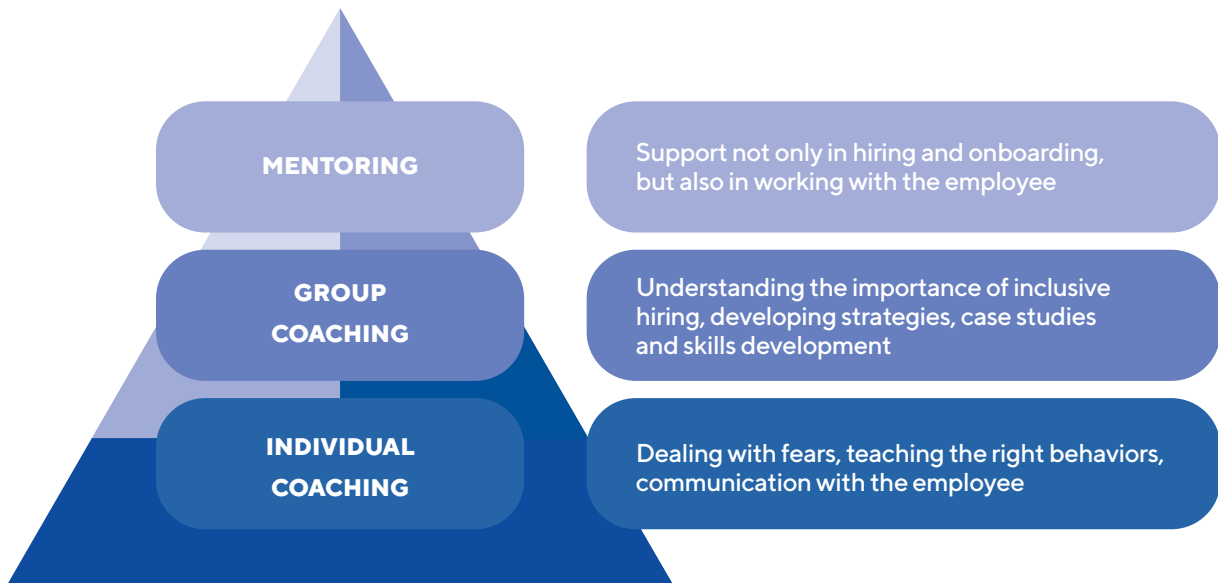 MENTORING
Support not only in hiring and onboarding,
but also in working with the employee
GROUP
COACHING
Understanding the importance of inclusive
hiring, developing strategies, case studies
and skills development
INDIVIDUAL
COACHING
Dealing with fears, teaching the right behaviors,
communication with the employee